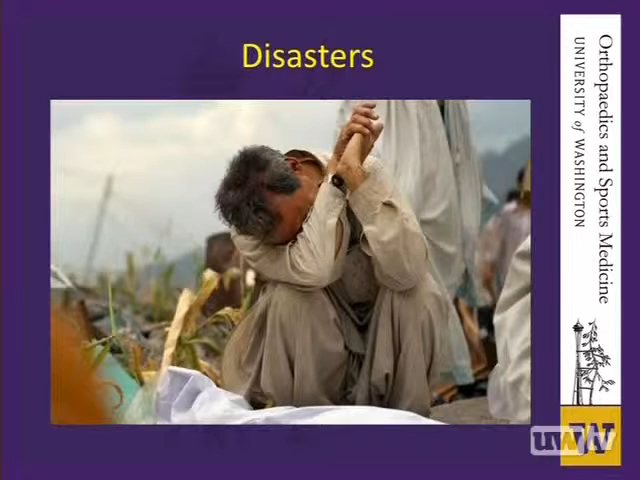 Disasters
Orthopaedics and Sports Medicine
UNIVERSITY of WASHINGTON
W
uwtv